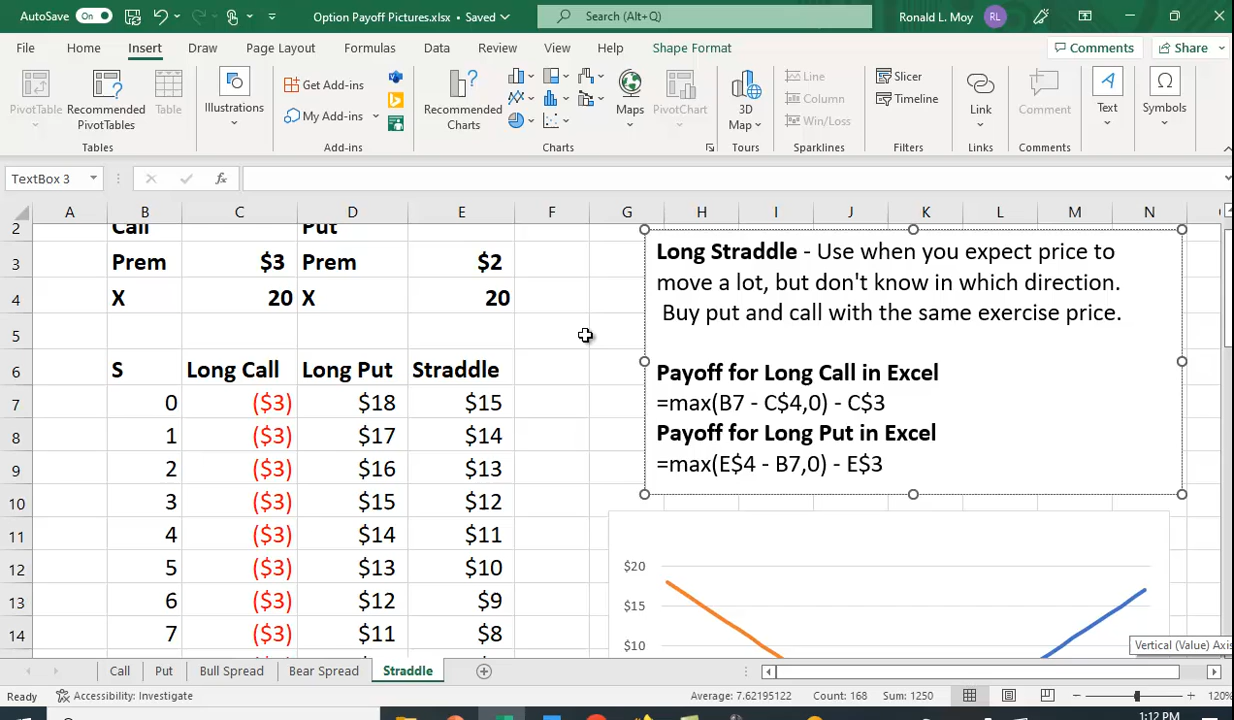 AutoSave On
Option Payoff Pictures.xlsx • Saved
Search (Alt+Q)
Ronald L. Moy RL
File Home Insert Draw Page Layout Formulas Data Review View Help Shape Format
Comments Share
PivotTable
Recommended PivotTables
Table
Tables
Illustrations
Get Add-ins
My Add-ins
Add-ins
Recommended Charts
Maps
PivotChart
Charts
3D Map
Tours
Line
Column
Win/Loss
Sparklines
Slicer
Timeline
Filters
Link
Links
Comment
Comments
Text
Symbols
TextBox 3
fx
A B C D E F G H I J K L M N
2 Call Put
3 Prem $3 Prem $2
4 X 20 X 20
5
6 S Long Call Long Put Straddle
7 0 ($3) $18 $15
8 1 ($3) $17 $14
9 2 ($3) $16 $13
10 3 ($3) $15 $12
11 4 ($3) $14 $11
12 5 ($3) $13 $10
13 6 ($3) $12 $9
14 7 ($3) $11 $8
Long Straddle - Use when you expect price to
move a lot, but don't know in which direction.
Buy put and call with the same exercise price.
Payoff for Long Call in Excel
=max(B7 - C$4,0) - C$3
Payoff for Long Put in Excel
=max(E$4 - B7,0) - E$3
$20
$15
$10
Vertical (Value) Axis
Call Put Bull Spread Bear Spread Straddle
Ready Accessibility: Investigate Average: 7.62195122 Count: 168 Sum: 1250 120%
1:12 PM